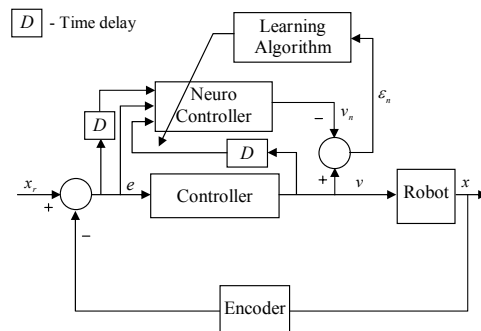 D - Time delay
Learning
Algorithm
Neuro
Controller
D
v_n
ε_n
−
D
x_r
+
e
Controller
+
v
Robot
x
−
Encoder